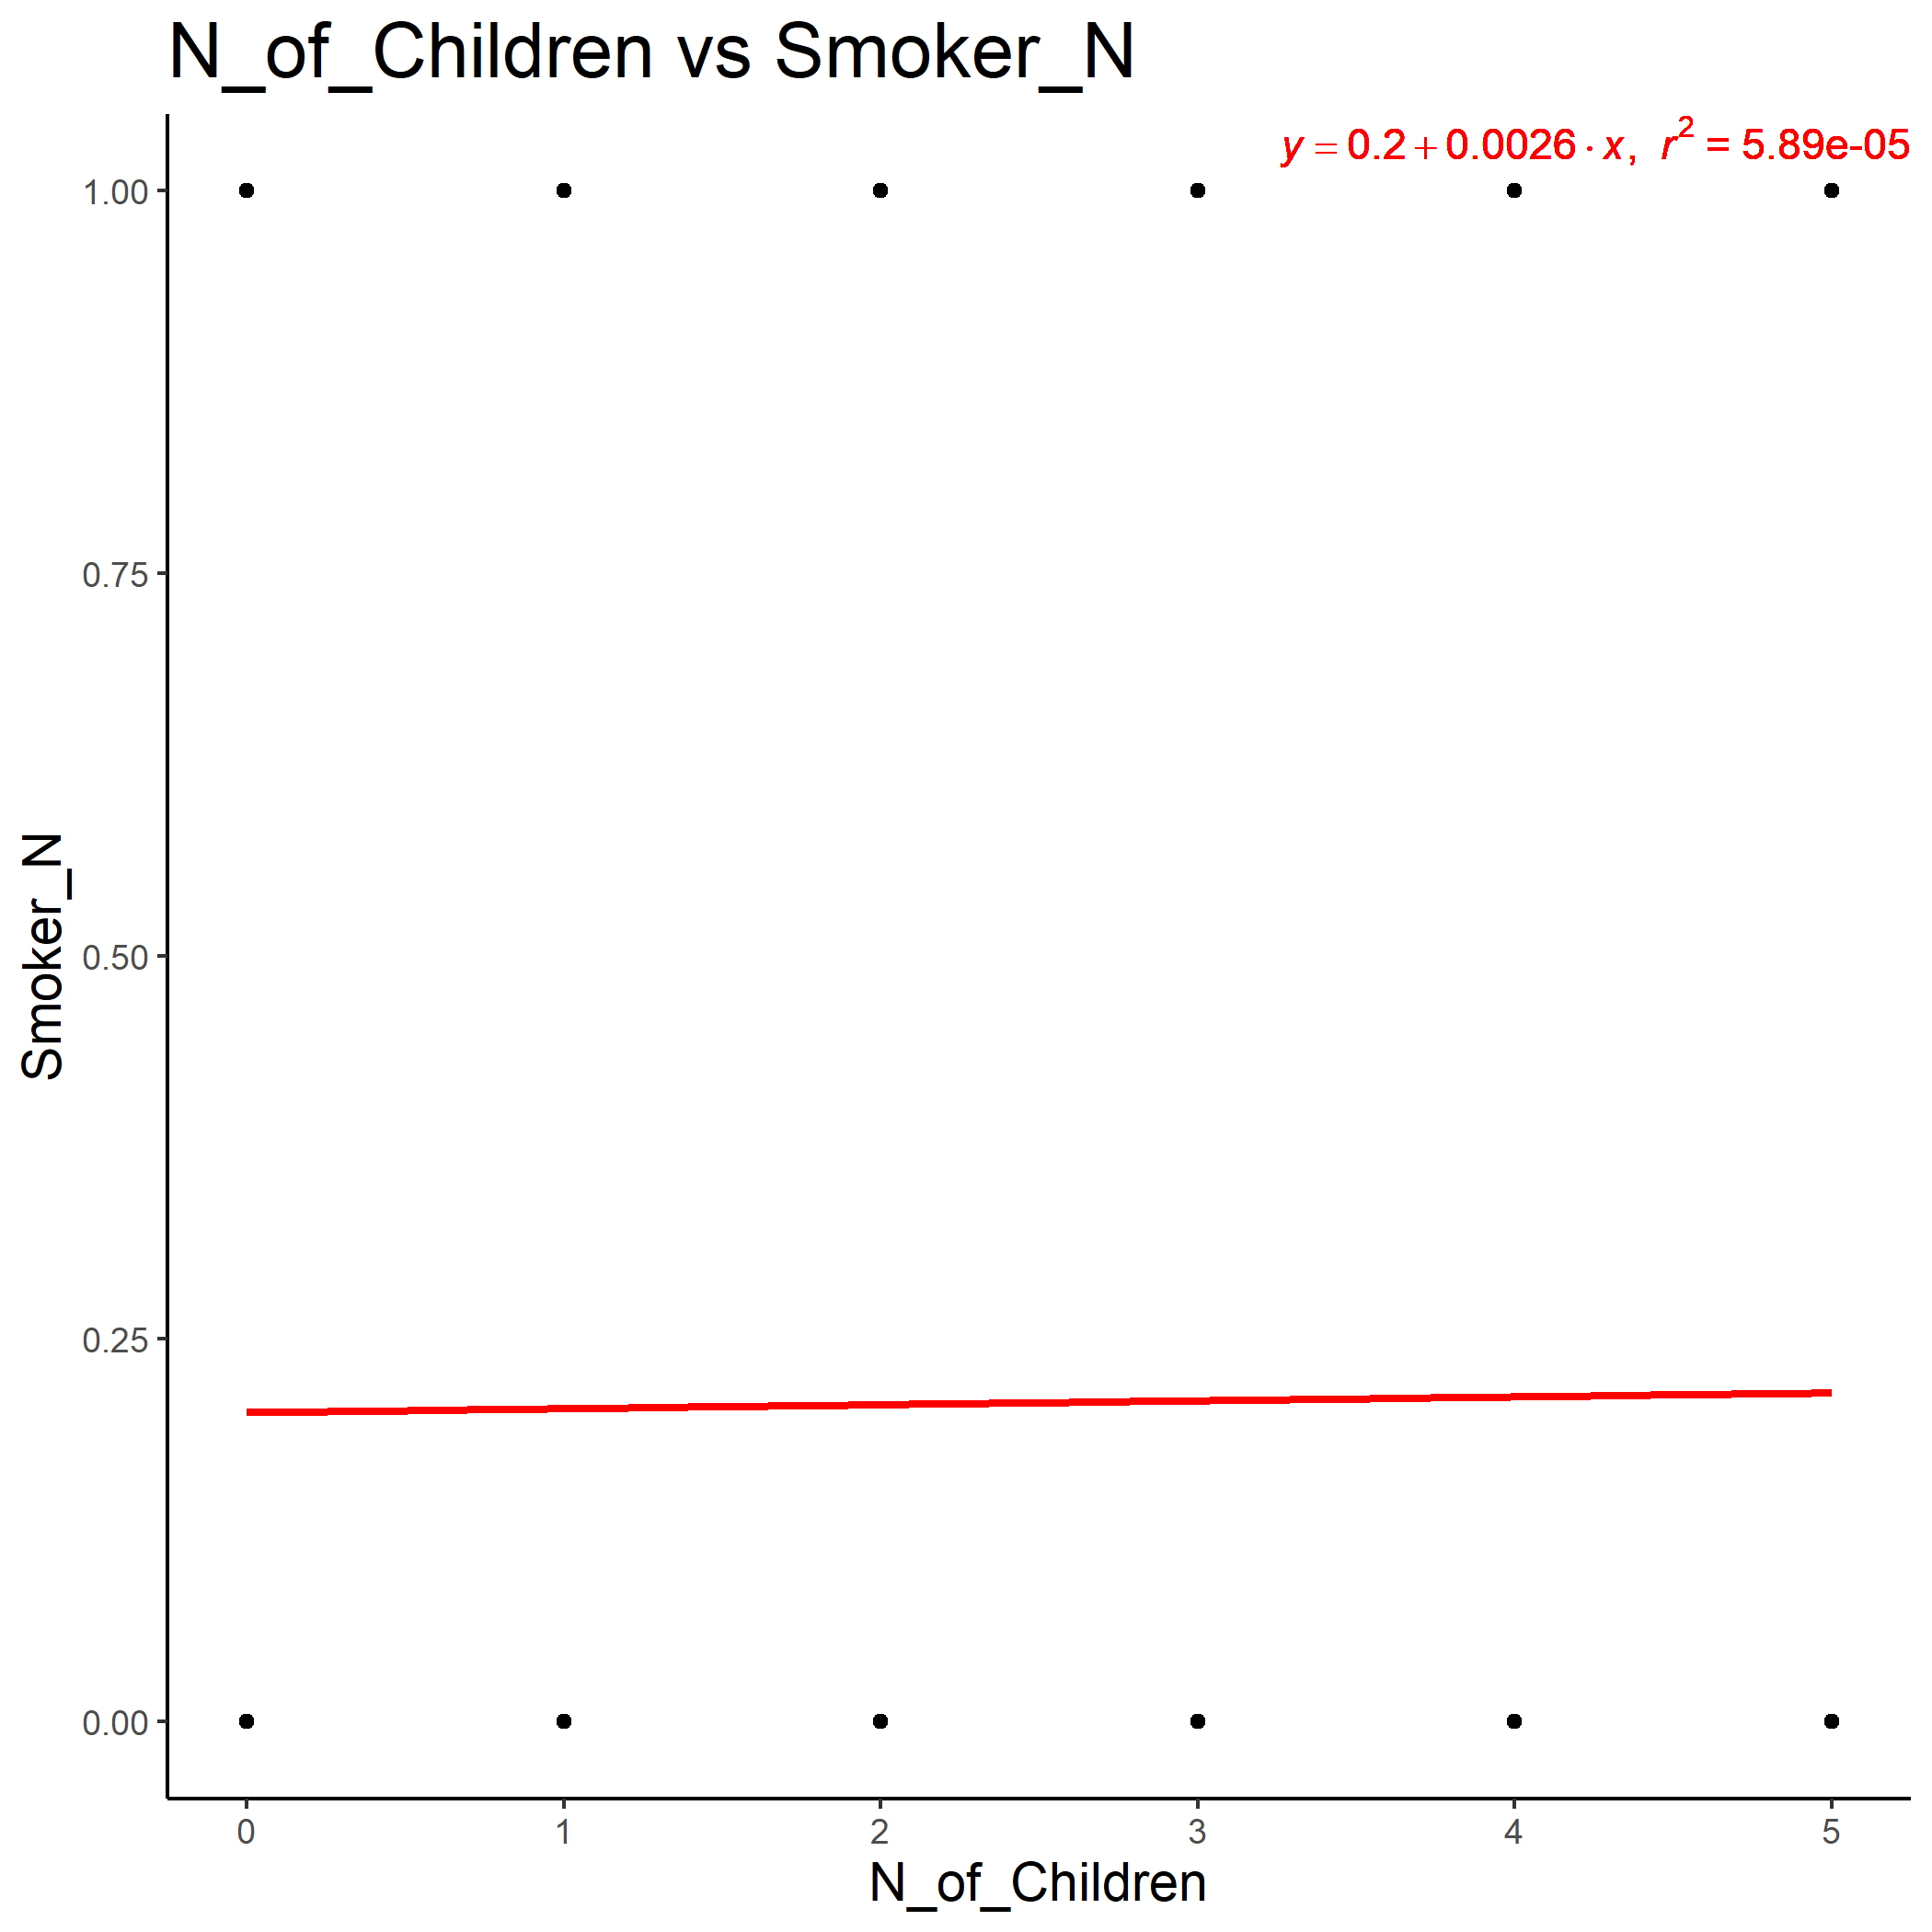 N_of_Children vs Smoker_N
y = 0.2 + 0.0026 · x, r² = 5.89e-05
1.00
0.75
0.50
0.25
0.00
Smoker_N
0 1 2 3 4 5
N_of_Children